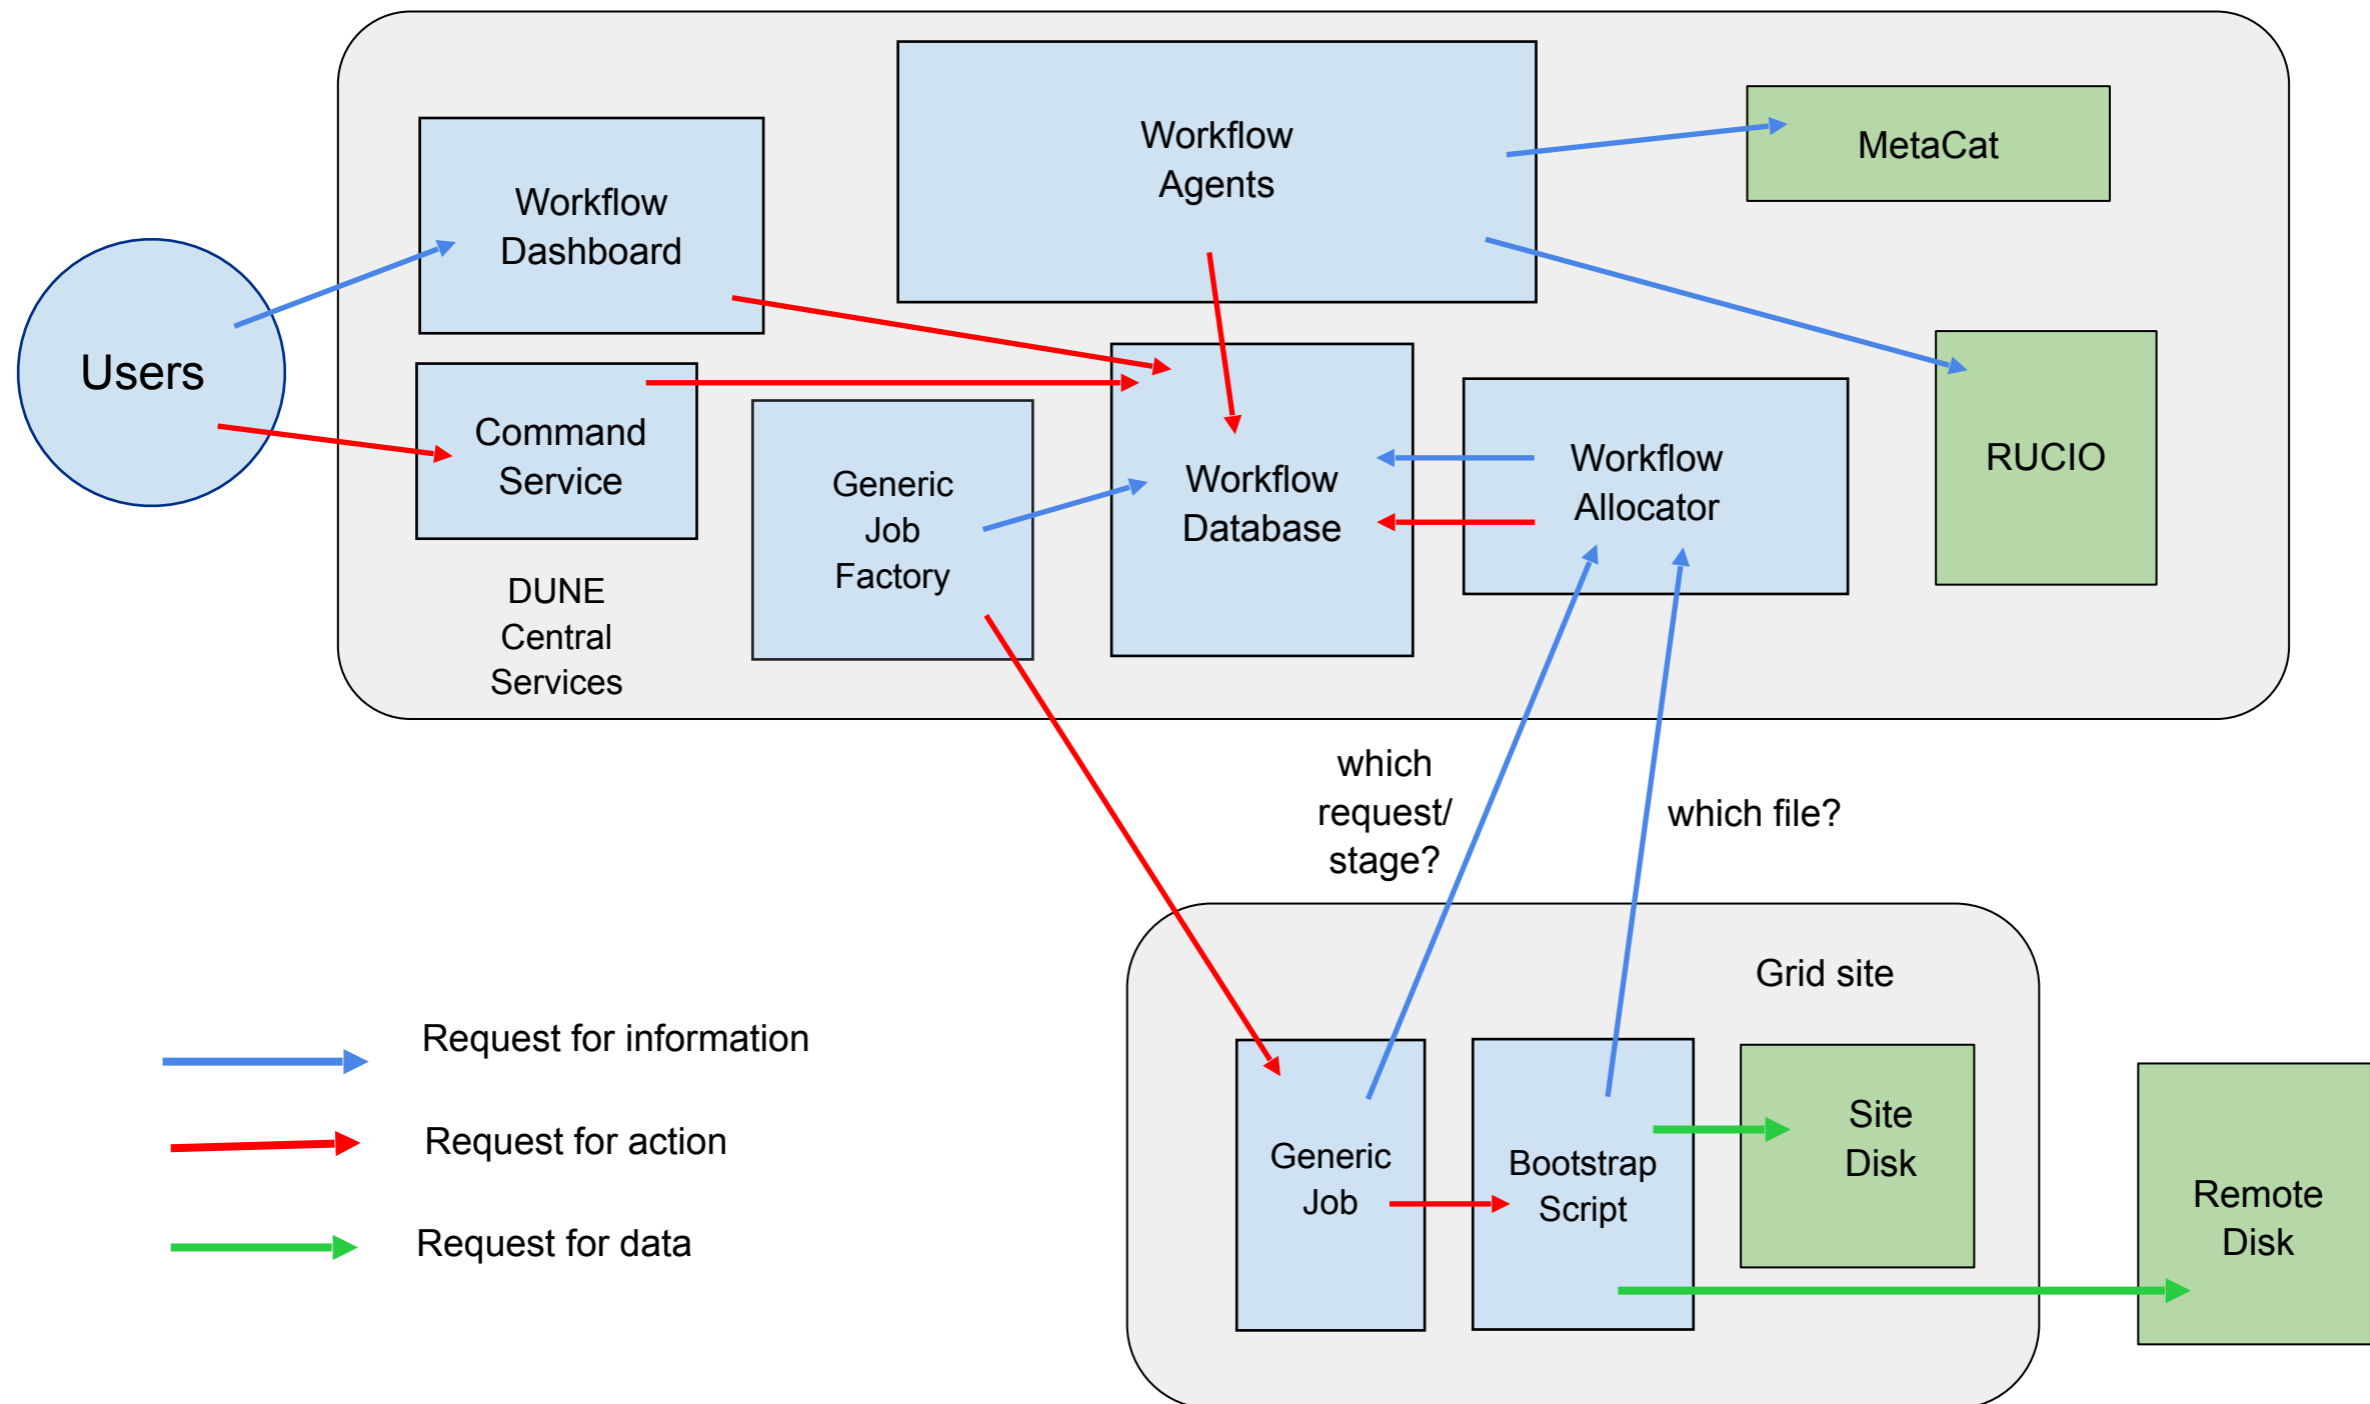 Users
Workflow
Dashboard
Command
Service
DUNE
Central
Services
Generic
Job
Factory
Workflow
Agents
Workflow
Database
Workflow
Allocator
MetaCat
RUCIO
which
request/
stage?
which file?
Grid site
Generic
Job
Bootstrap
Script
Site
Disk
Remote
Disk
Request for information
Request for action
Request for data